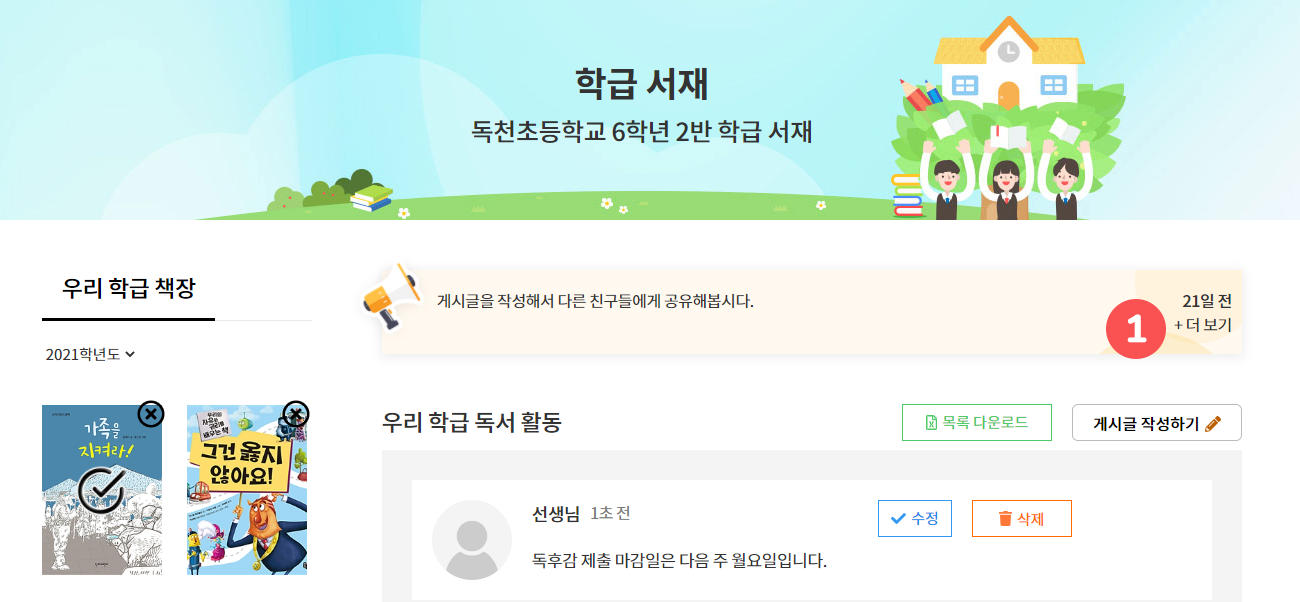 학급 서재
독천초등학교 6학년 2반 학급 서재
우리 학급 책장
2021학년도
가족을
지켜라!
그건 옳지
않아요!
게시글을 작성해서 다른 친구들에게 공유해봅시다.
21일 전
+ 더 보기
1
우리 학급 독서 활동
목록 다운로드
게시글 작성하기
선생님 1초 전
수정
삭제
독후감 제출 마감일은 다음 주 월요일입니다.